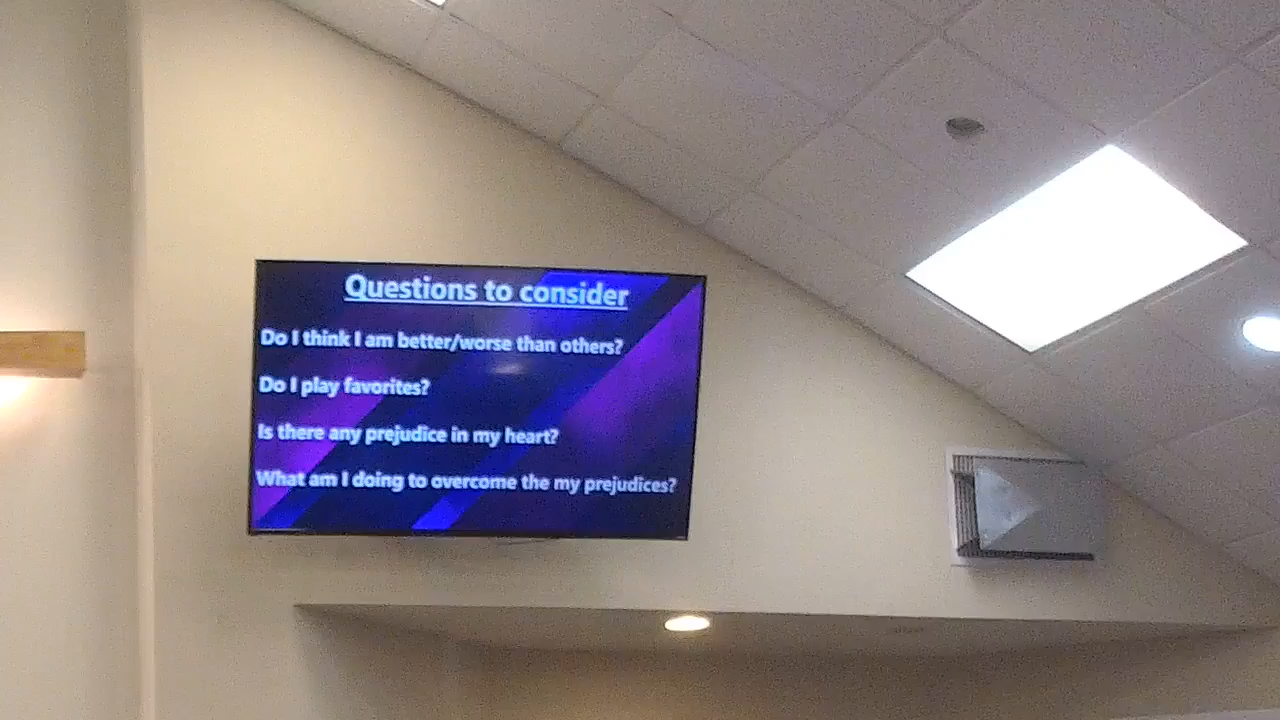 Questions to consider
Do I think I am better/worse than others?
Do I play favorites?
Is there any prejudice in my heart?
What am I doing to overcome the my prejudices?